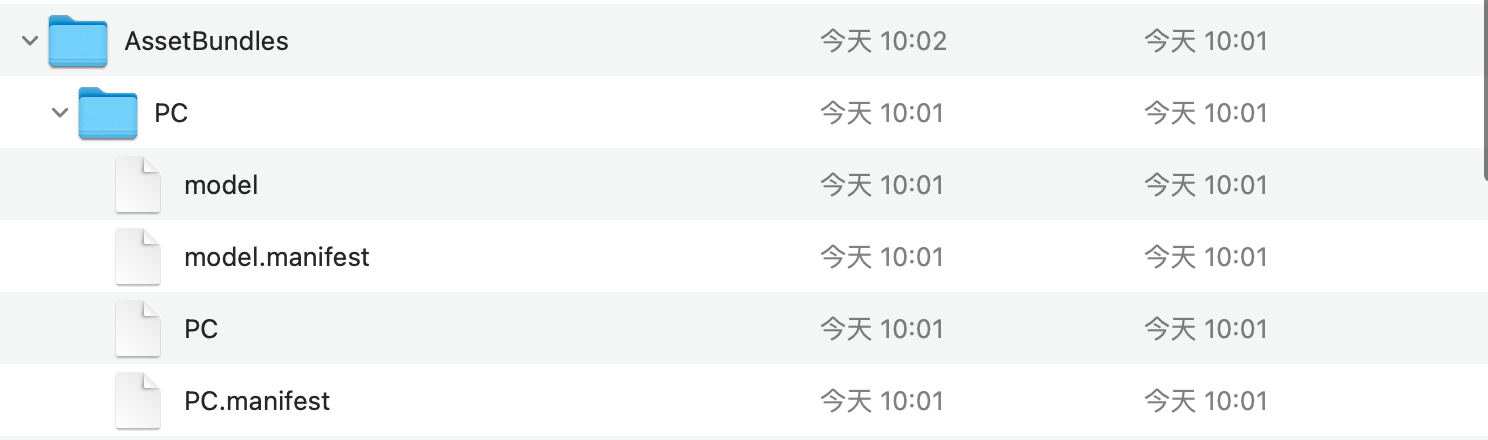 AssetBundles 今天 10:02 今天 10:01
PC 今天 10:01 今天 10:01
model 今天 10:01 今天 10:01
model.manifest 今天 10:01 今天 10:01
PC 今天 10:01 今天 10:01
PC.manifest 今天 10:01 今天 10:01